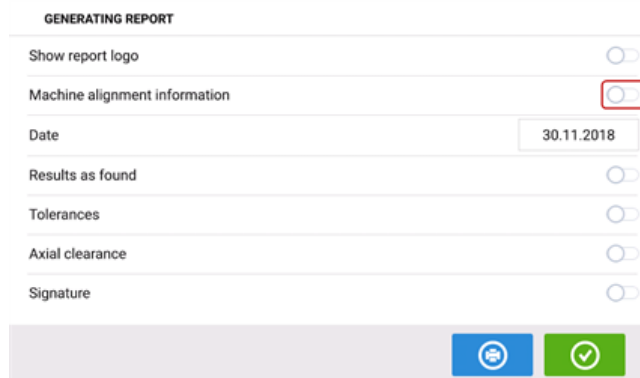 GENERATING REPORT
Show report logo
Machine alignment information
Date 30.11.2018
Results as found
Tolerances
Axial clearance
Signature